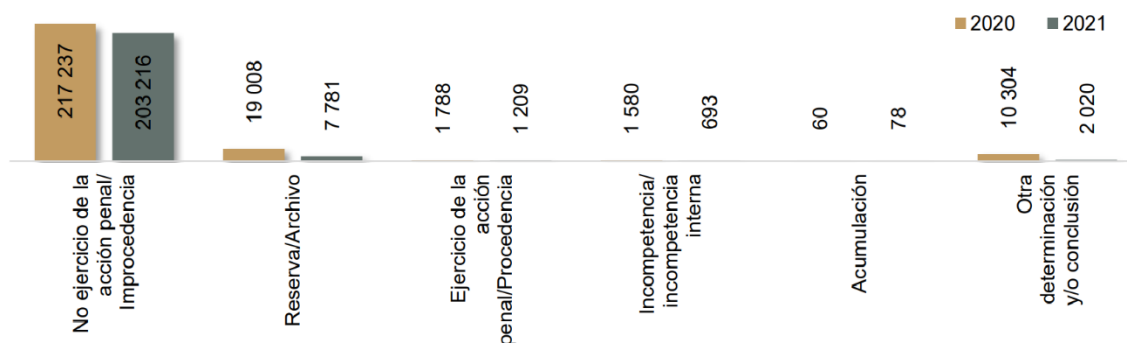 2020 2021
217 237
203 216
19 008
7 781
1 788
1 209
1 580
693
60
78
10 304
2 020
No ejercicio de la
acción penal/
Improcedencia
Reserva/Archivo
Ejercicio de la
acción
penal/Procedencia
Incompetencia/
incompetencia
interna
Acumulación
Otra
determinación
y/o conclusión